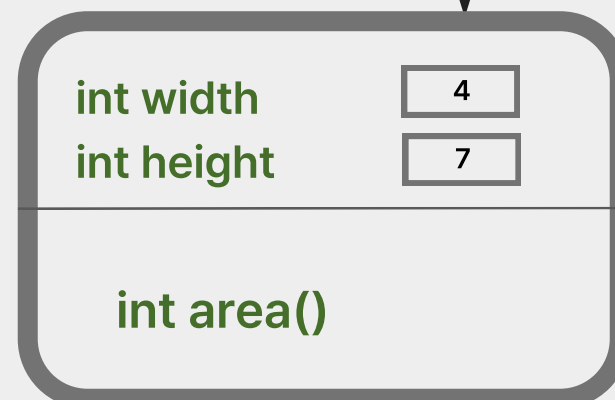 int width 4
int height 7
int area()